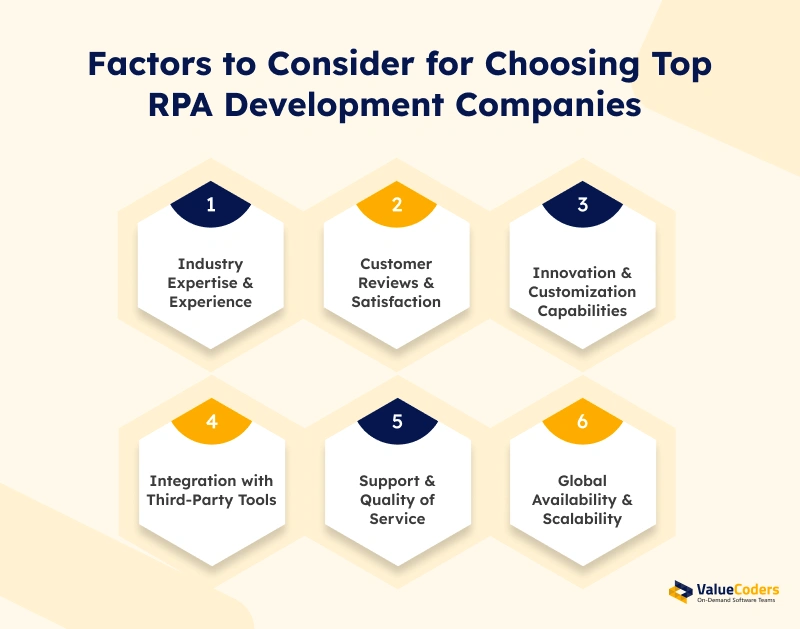 Factors to Consider for Choosing Top
RPA Development Companies
1
Industry
Expertise &
Experience
2
Customer
Reviews &
Satisfaction
3
Innovation &
Customization
Capabilities
4
Integration with
Third-Party Tools
5
Support &
Quality of
Service
6
Global
Availability &
Scalability
ValueCoders
On-Demand Software Teams